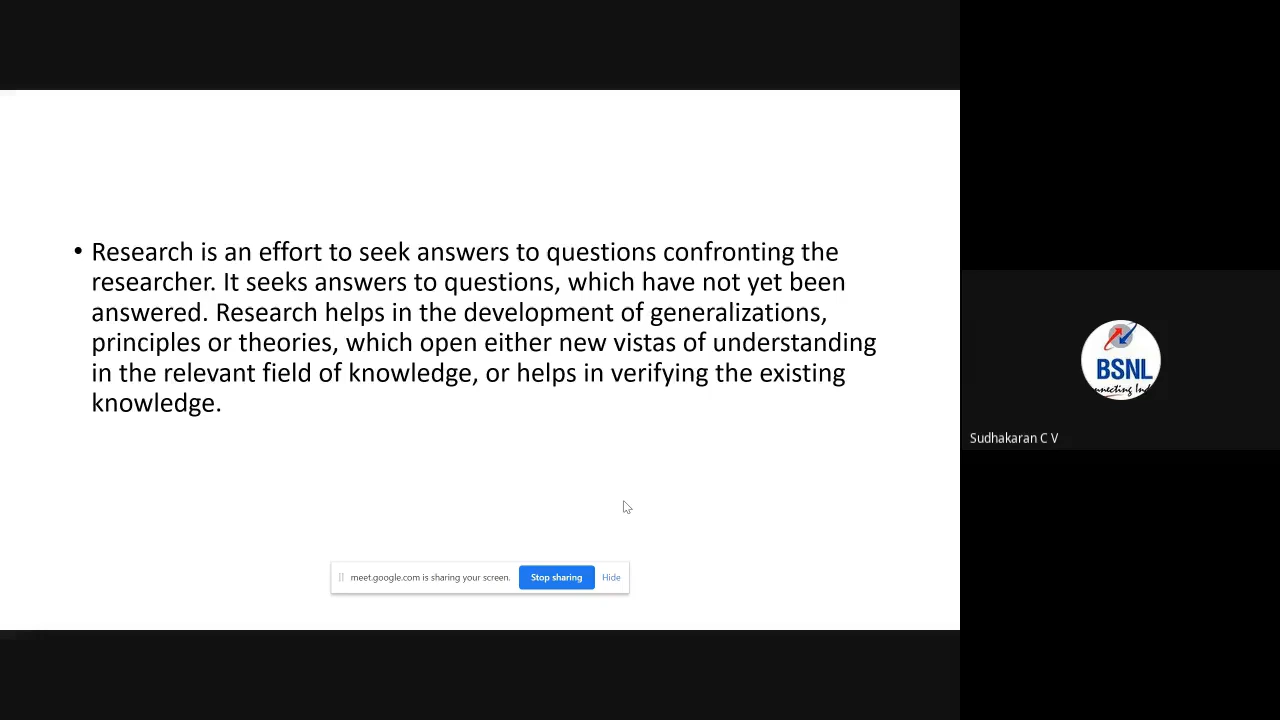 • Research is an effort to seek answers to questions confronting the
researcher. It seeks answers to questions, which have not yet been
answered. Research helps in the development of generalizations,
principles or theories, which open either new vistas of understanding
in the relevant field of knowledge, or helps in verifying the existing
knowledge.
meet.google.com is sharing your screen. Stop sharing Hide
BSNL
Sudhakaran C V